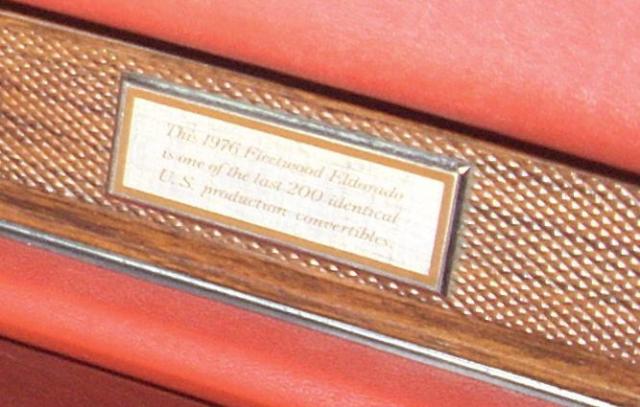 This 1976 Fleetwood Eldorado
is one of the last 200 identical
U.S. production convertibles.